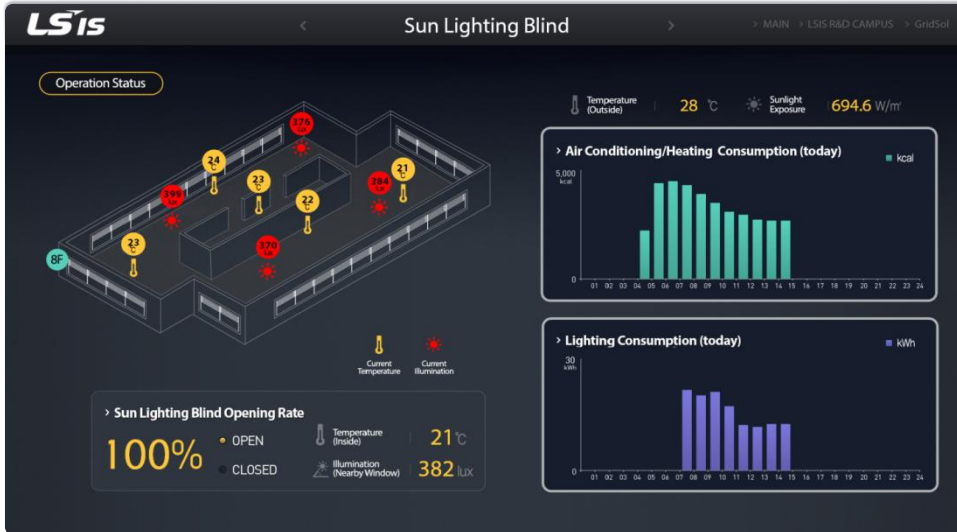 LSIS
Sun Lighting Blind
> MAIN > LSIS R&D CAMPUS > GridSol
Operation Status
Temperature
(Outside)
28 ℃
Sunlight
Exposure
694.6 W/㎡
376
lux
24
℃
23
℃
21
℃
384
lux
399
lux
22
℃
23
℃
370
lux
8F
Current
Temperature
Current
Illumination
> Air Conditioning/Heating Consumption (today)
kcal
5,000
kcal
0
01 02 03 04 05 06 07 08 09 10 11 12 13 14 15 16 17 18 19 20 21 22 23 24
> Lighting Consumption (today)
kWh
30
kWh
0
01 02 03 04 05 06 07 08 09 10 11 12 13 14 15 16 17 18 19 20 21 22 23 24
> Sun Lighting Blind Opening Rate
100%
OPEN
CLOSED
Temperature
(Inside)
21 ℃
Illumination
(Nearby Window)
382 lux